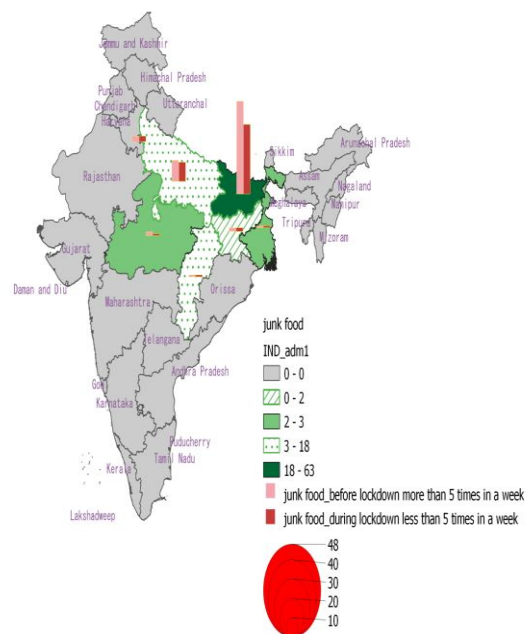 Jammu and Kashmir
Himachal Pradesh
Punjab
Chandigarh
Uttaranchal
Haryana
Sikkim
Arunachal Pradesh
Assam
Rajasthan
Nagaland
Meghalaya
Manipur
Tripura
Mizoram
Gujarat
Daman and Diu
Orissa
Maharashtra
Telangana
Andhra Pradesh
Goa
Karnataka
Puducherry
Tamil Nadu
Kerala
Lakshadweep
junk food
IND_adm1
0 - 0
0 - 2
2 - 3
3 - 18
18 - 63
junk food_before lockdown more than 5 times in a week
junk food_during lockdown less than 5 times in a week
48
40
30
20
10